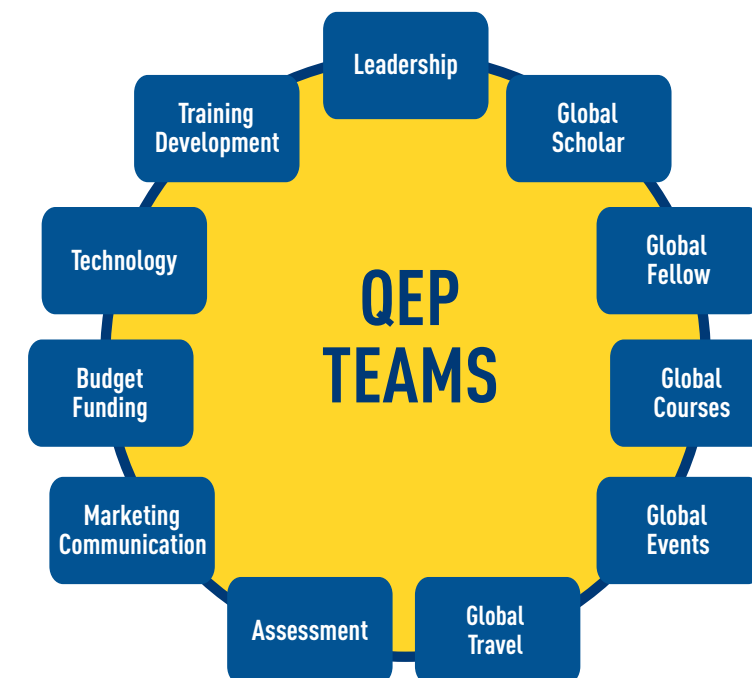 Leadership
Global
Scholar
Global
Fellow
Global
Courses
Global
Events
Global
Travel
Assessment
Marketing
Communication
Budget
Funding
Technology
Training
Development
QEP
TEAMS